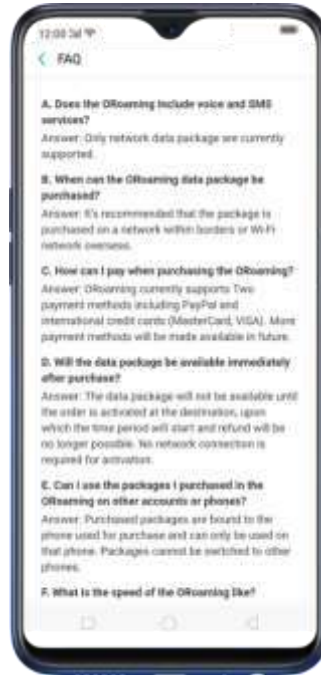 12:00
FAQ
A. Does the ORoaming include voice and SMS
services?
Answer: Only network data package are currently
supported.
B. When can the ORoaming data package be
purchased?
Answer: It's recommended that the package is
purchased on a network within borders or Wi-Fi
network overseas.
C. How can I pay when purchasing the ORoaming?
Answer: ORoaming currently supports Two
payment methods including PayPal and
international credit cards (MasterCard, VISA). More
payment methods will be made available in future.
D. Will the data package be available immediately
after purchase?
Answer: The data package will not be available until
the order is activated at the destination, upon
which the time period will start and refund will be
no longer possible. No network connection is
required for activation.
E. Can I use the packages I purchased in the
ORoaming on other accounts or phones?
Answer: Purchased packages are bound to the
phone used for purchase and can only be used on
that phone. Packages cannot be switched to other
phones.
F. What is the speed of the ORoaming like?